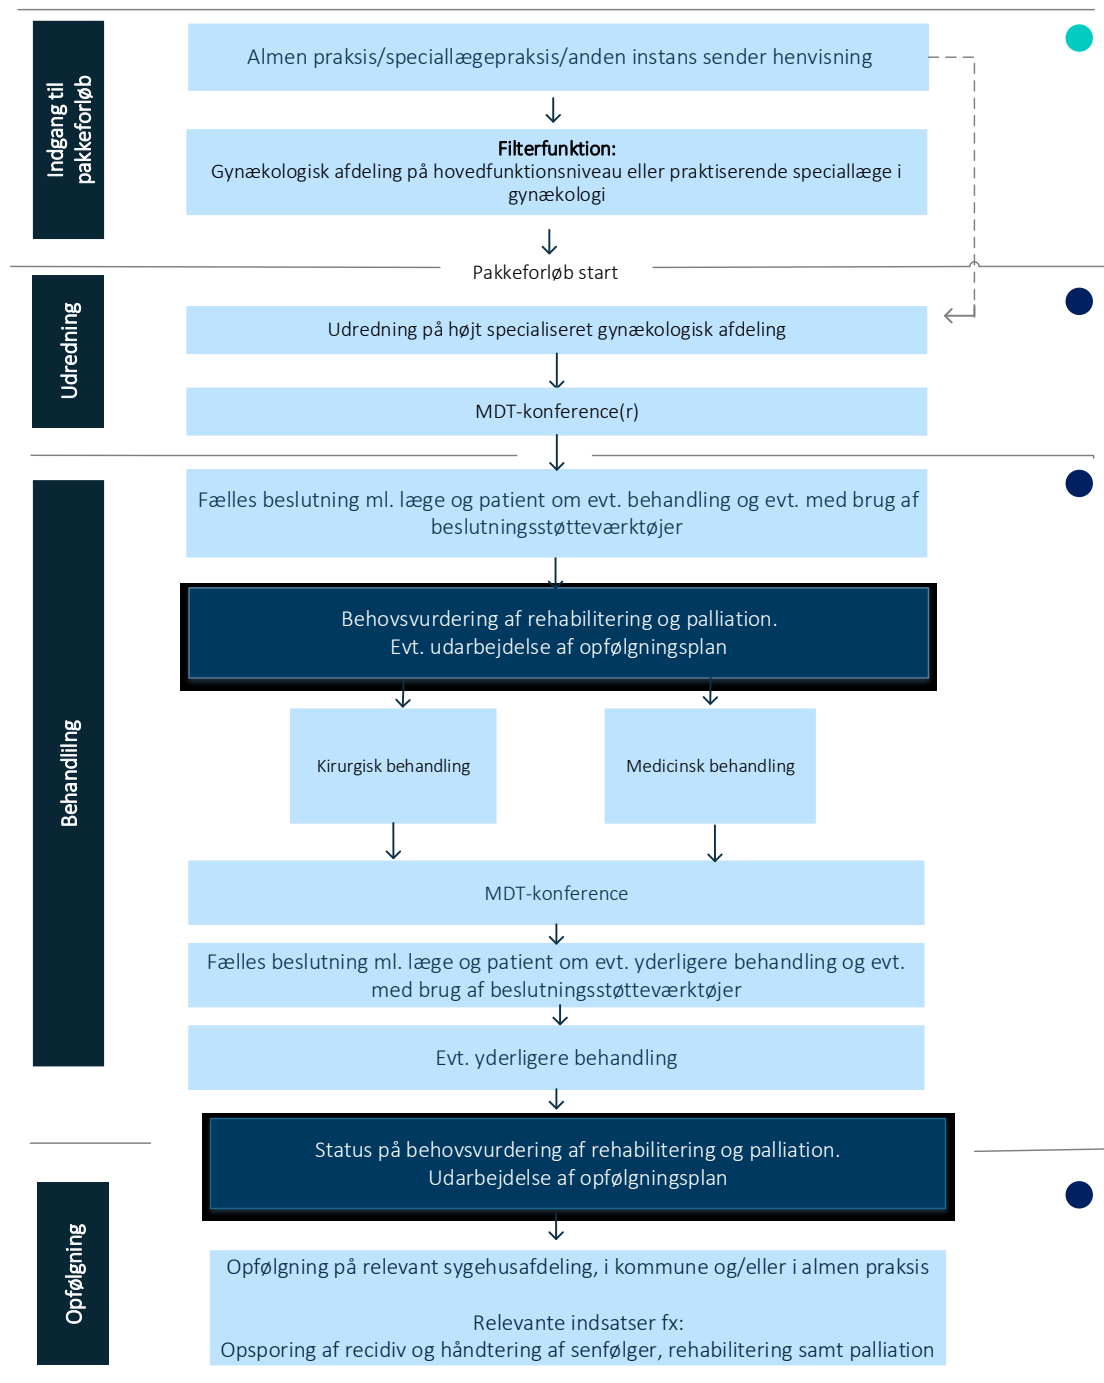 Indgang til
pakkeforløb
Almen praksis/speciallægepraksis/anden instans sender henvisning
Filterfunktion:
Gynækologisk afdeling på hovedfunktionsniveau eller praktiserende speciallæge i
gynækologi
Pakkeforløb start
Udredning
Udredning på højt specialiseret gynækologisk afdeling
MDT-konference(r)
Behandlilng
Fælles beslutning ml. læge og patient om evt. behandling og evt. med brug af
beslutningsstøtteværktøjer
Behovsvurdering af rehabilitering og palliation.
Evt. udarbejdelse af opfølgningsplan
Kirurgisk behandling
Medicinsk behandling
MDT-konference
Fælles beslutning ml. læge og patient om evt. yderligere behandling og evt.
med brug af beslutningsstøtteværktøjer
Evt. yderligere behandling
Status på behovsvurdering af rehabilitering og palliation.
Udarbejdelse af opfølgningsplan
Opfølgning
Opfølgning på relevant sygehusafdeling, i kommune og/eller i almen praksis
Relevante indsatser fx:
Opsporing af recidiv og håndtering af senfølger, rehabilitering samt palliation